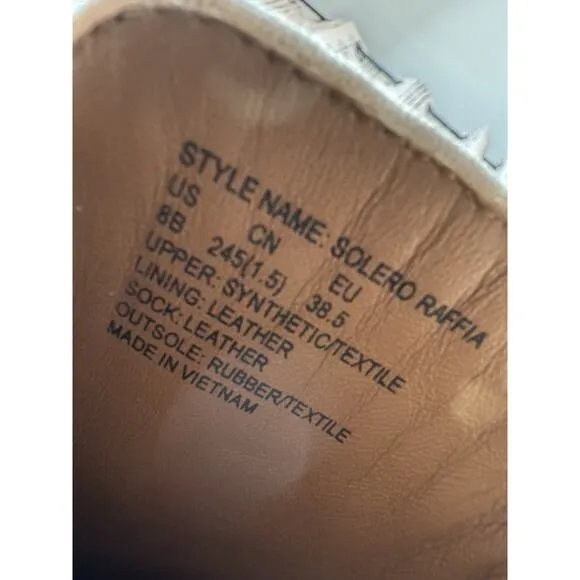 STYLE NAME: SOLERO RAFFIA
US CN EU
8B 245(1.5) 38.5
UPPER: SYNTHETIC/TEXTILE
LINING: LEATHER
SOCK: LEATHER
OUTSOLE: RUBBER/TEXTILE
MADE IN VIETNAM